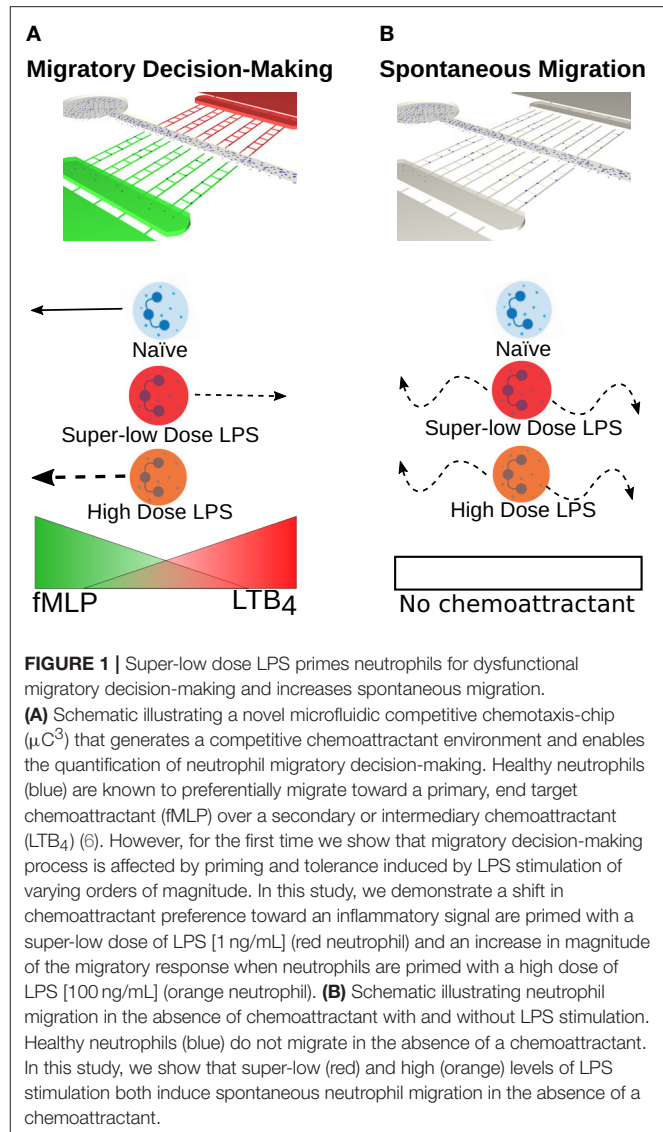 A
Migratory Decision-Making
Naïve
Super-low Dose LPS
High Dose LPS
fMLP LTB4
B
Spontaneous Migration
Naïve
Super-low Dose LPS
High Dose LPS
No chemoattractant
FIGURE 1 | Super-low dose LPS primes neutrophils for dysfunctional
migratory decision-making and increases spontaneous migration.
(A) Schematic illustrating a novel microfluidic competitive chemotaxis-chip
(μC³) that generates a competitive chemoattractant environment and enables
the quantification of neutrophil migratory decision-making. Healthy neutrophils
(blue) are known to preferentially migrate toward a primary, end target
chemoattractant (fMLP) over a secondary or intermediary chemoattractant
(LTB₄) (6). However, for the first time we show that migratory decision-making
process is affected by priming and tolerance induced by LPS stimulation of
varying orders of magnitude. In this study, we demonstrate a shift in
chemoattractant preference toward an inflammatory signal are primed with a
super-low dose of LPS [1 ng/mL] (red neutrophil) and an increase in magnitude
of the migratory response when neutrophils are primed with a high dose of
LPS [100 ng/mL] (orange neutrophil). (B) Schematic illustrating neutrophil
migration in the absence of chemoattractant with and without LPS stimulation.
Healthy neutrophils (blue) do not migrate in the absence of a chemoattractant.
In this study, we show that super-low (red) and high (orange) levels of LPS
stimulation both induce spontaneous neutrophil migration in the absence of a
chemoattractant.